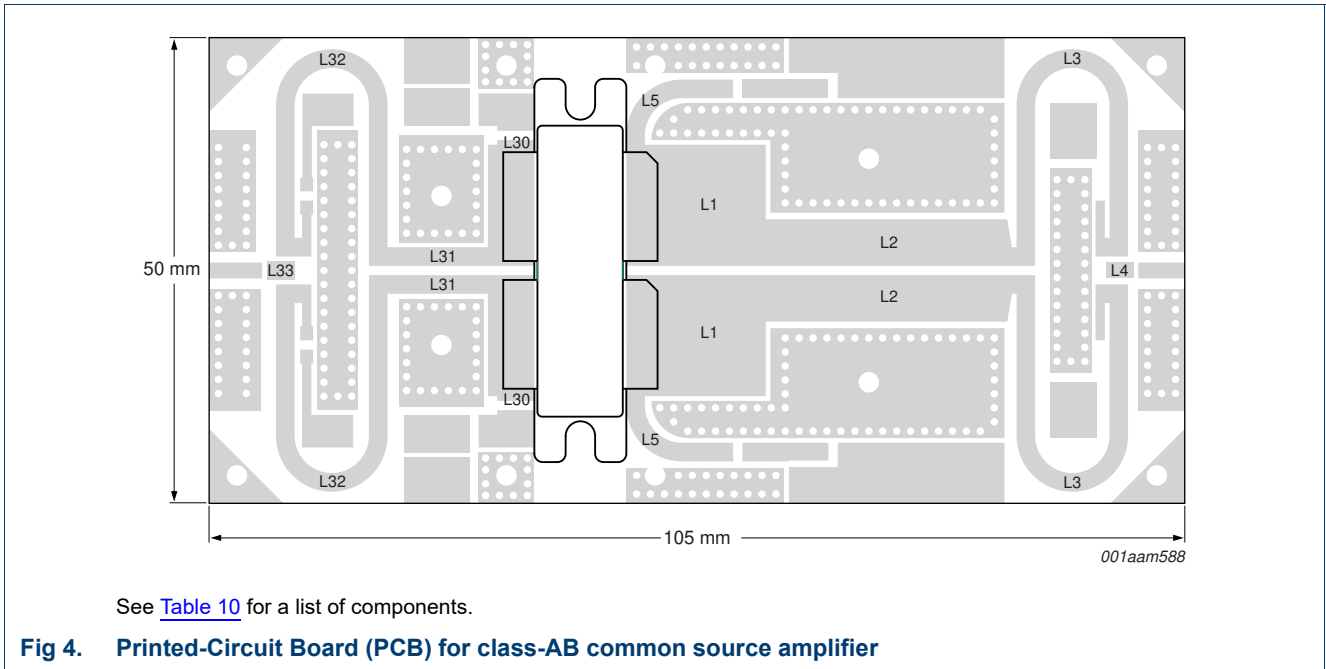 L32
L3
L5
L30
L1
L2
L31
50 mm
L33
L4
L31
L2
L1
L30
L5
L32
L3
105 mm
001aam588
See Table 10 for a list of components.
Fig 4. Printed-Circuit Board (PCB) for class-AB common source amplifier